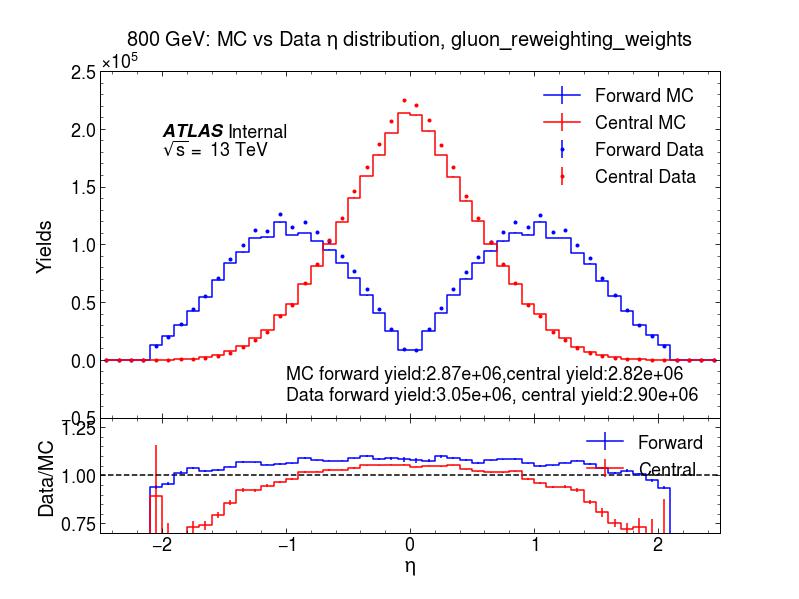 800 GeV: MC vs Data η distribution, gluon_reweighting_weights
×10⁵
2.5
2.0
1.5
1.0
0.5
0.0
0.5
Yields
ATLAS Internal
√s = 13 TeV
Forward MC
Central MC
Forward Data
Central Data
MC forward yield:2.87e+06,central yield:2.82e+06
Data forward yield:3.05e+06, central yield:2.90e+06
1.25
1.00
0.75
Data/MC
Forward
Central
−2 −1 0 1 2
η